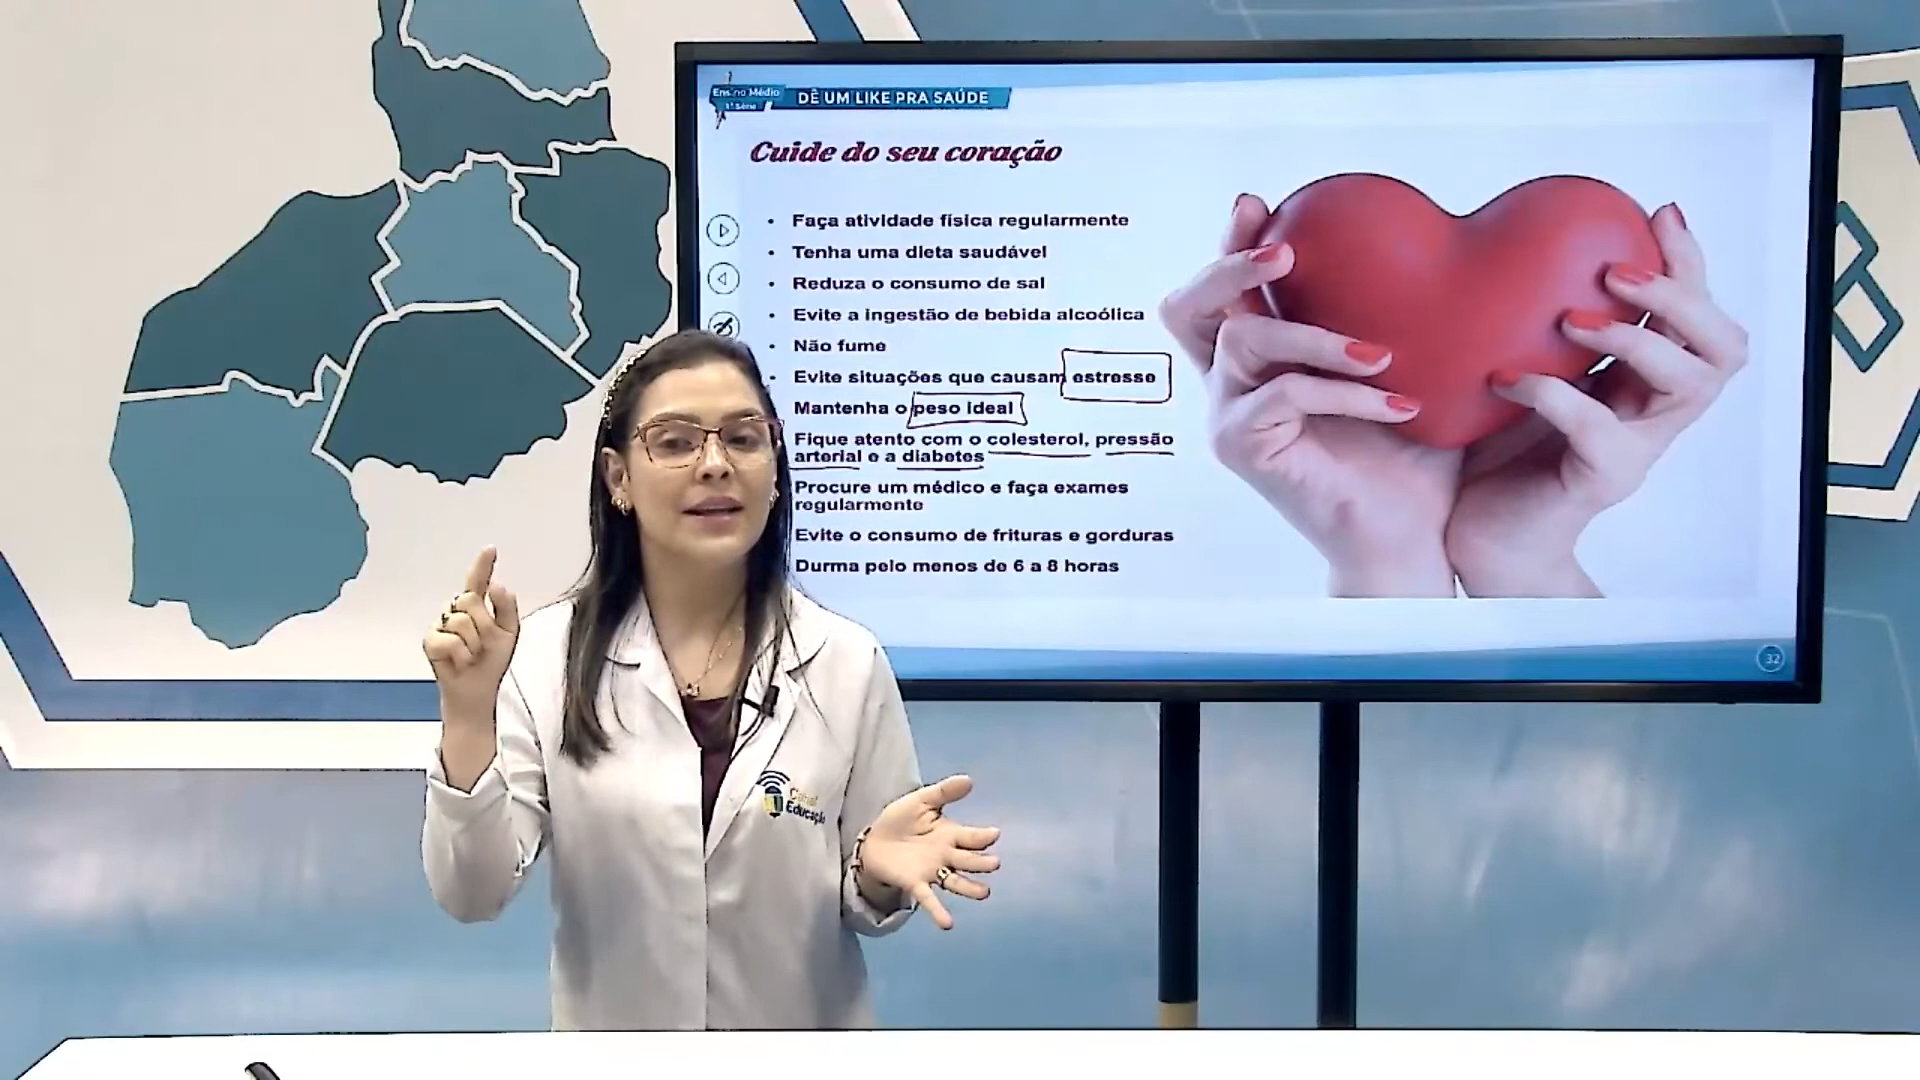 Ensino Médio
1ª Série
DÊ UM LIKE PRA SAÚDE
Cuide do seu coração
• Faça atividade física regularmente
• Tenha uma dieta saudável
• Reduza o consumo de sal
• Evite a ingestão de bebida alcoólica
• Não fume
• Evite situações que causam estresse
Mantenha o peso ideal
Fique atento com o colesterol, pressão
arterial e a diabetes
Procure um médico e faça exames
regularmente
Evite o consumo de frituras e gorduras
Durma pelo menos de 6 a 8 horas
32
Canal
Educação